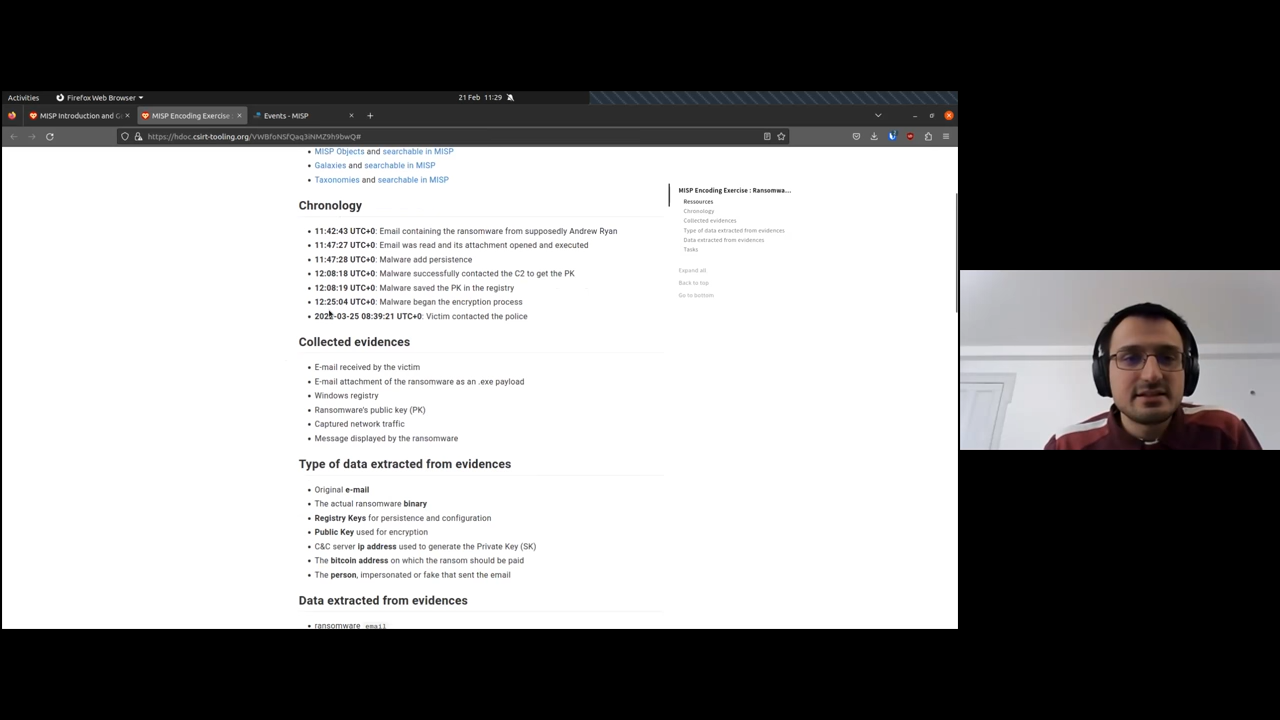 Activities
Firefox Web Browser
21 Feb 11:29
MISP Introduction and G
MISP Encoding Exercise
Events - MISP
https://hdoc.csirt-tooling.org/VWBfoNSfQaq3iNMZ9h9bwQ#
MISP Objects and searchable in MISP
Galaxies and searchable in MISP
Taxonomies and searchable in MISP
Chronology
11:42:43 UTC+0: Email containing the ransomware from supposedly Andrew Ryan
11:47:27 UTC+0: Email was read and its attachment opened and executed
11:47:28 UTC+0: Malware add persistence
12:08:18 UTC+0: Malware successfully contacted the C2 to get the PK
12:08:19 UTC+0: Malware saved the PK in the registry
12:25:04 UTC+0: Malware began the encryption process
2022-03-25 08:39:21 UTC+0: Victim contacted the police
Collected evidences
E-mail received by the victim
E-mail attachment of the ransomware as an .exe payload
Windows registry
Ransomware's public key (PK)
Captured network traffic
Message displayed by the ransomware
Type of data extracted from evidences
Original e-mail
The actual ransomware binary
Registry Keys for persistence and configuration
Public Key used for encryption
C&C server ip address used to generate the Private Key (SK)
The bitcoin address on which the ransom should be paid
The person, impersonated or fake that sent the email
Data extracted from evidences
ransomware email
MISP Encoding Exercise : Ransomwa...
Ressources
Chronology
Collected evidences
Type of data extracted from evidences
Data extracted from evidences
Tasks
Expand all
Back to top
Go to bottom